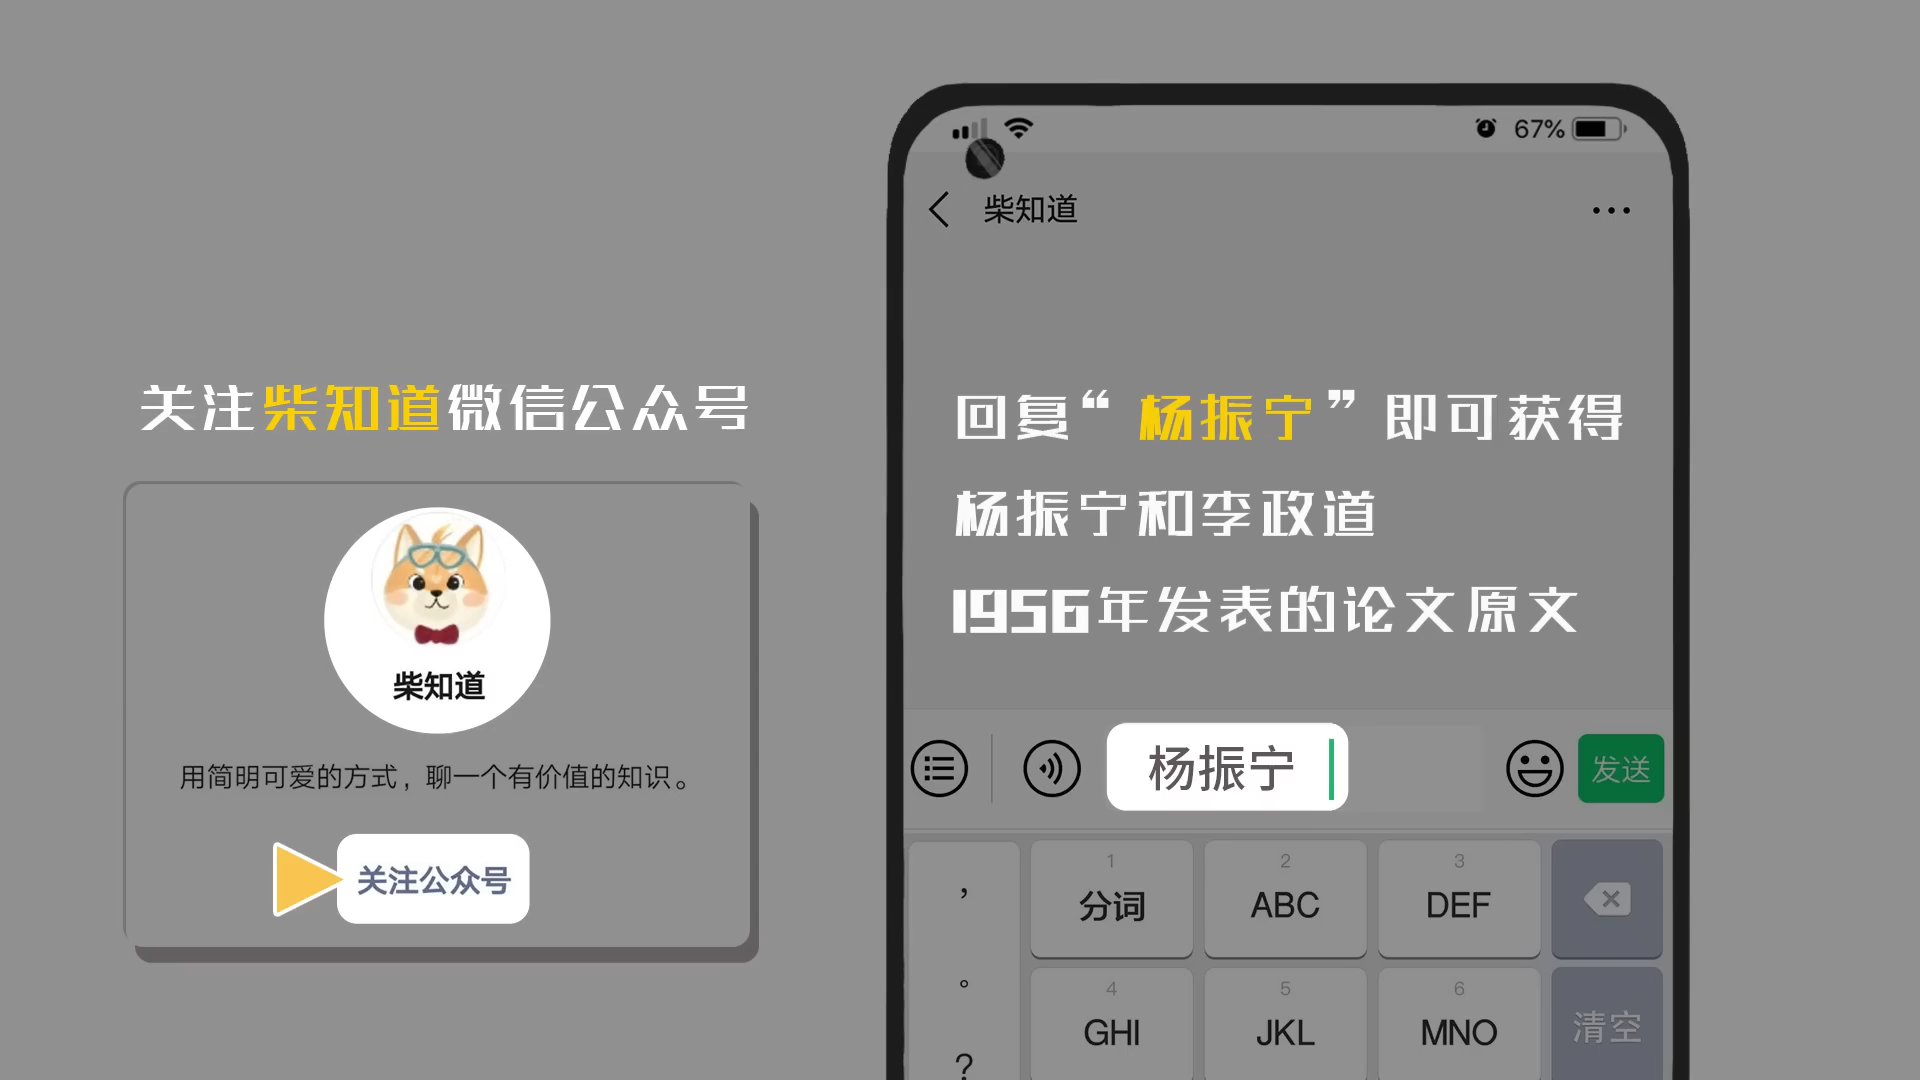 关注柴知道微信公众号
柴知道
用简明可爱的方式，聊一个有价值的知识。
关注公众号
67%
柴知道
回复“杨振宁”即可获得
杨振宁和李政道
1956年发表的论文原文
杨振宁
发送
，
1
分词
2
ABC
3
DEF
。
4
GHI
5
JKL
6
MNO
清空
?